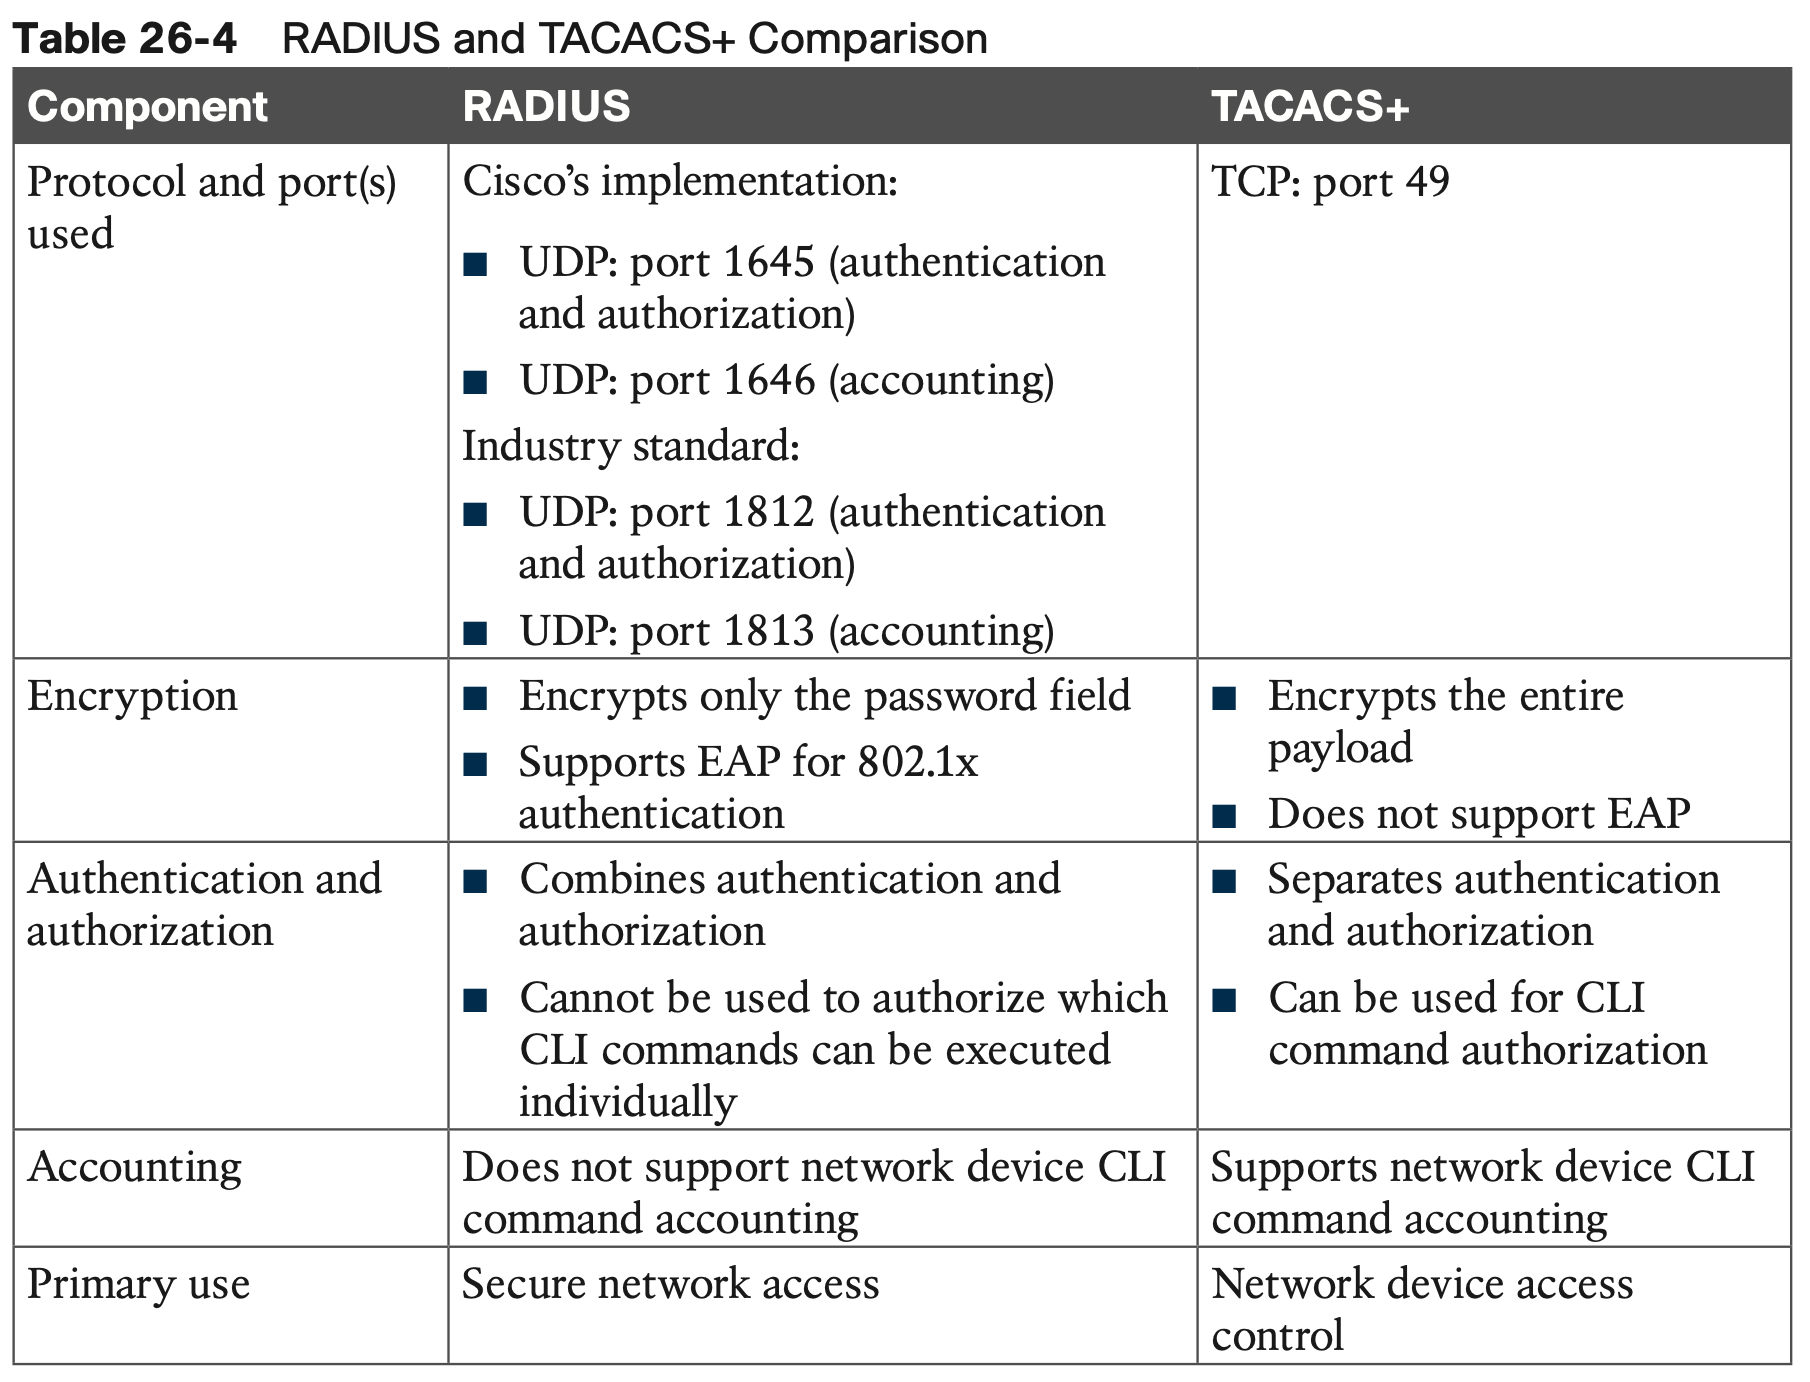 Table 26-4 RADIUS and TACACS+ Comparison
Component RADIUS TACACS+
Protocol and port(s)
used
Cisco’s implementation:
■ UDP: port 1645 (authentication
and authorization)
■ UDP: port 1646 (accounting)
Industry standard:
■ UDP: port 1812 (authentication
and authorization)
■ UDP: port 1813 (accounting)
TCP: port 49
Encryption
■ Encrypts only the password field
■ Supports EAP for 802.1x
authentication
■ Encrypts the entire
payload
■ Does not support EAP
Authentication and
authorization
■ Combines authentication and
authorization
■ Cannot be used to authorize which
CLI commands can be executed
individually
■ Separates authentication
and authorization
■ Can be used for CLI
command authorization
Accounting
Does not support network device CLI
command accounting
Supports network device CLI
command accounting
Primary use
Secure network access
Network device access
control